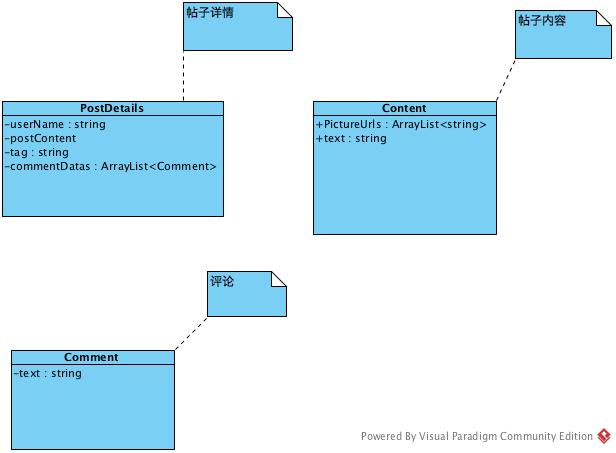 帖子详情
帖子内容
PostDetails
-userName : string
-postContent
-tag : string
-commentDatas : ArrayList<Comment>
Content
+PictureUrls : ArrayList<string>
+text : string
评论
Comment
-text : string
Powered By Visual Paradigm Community Edition